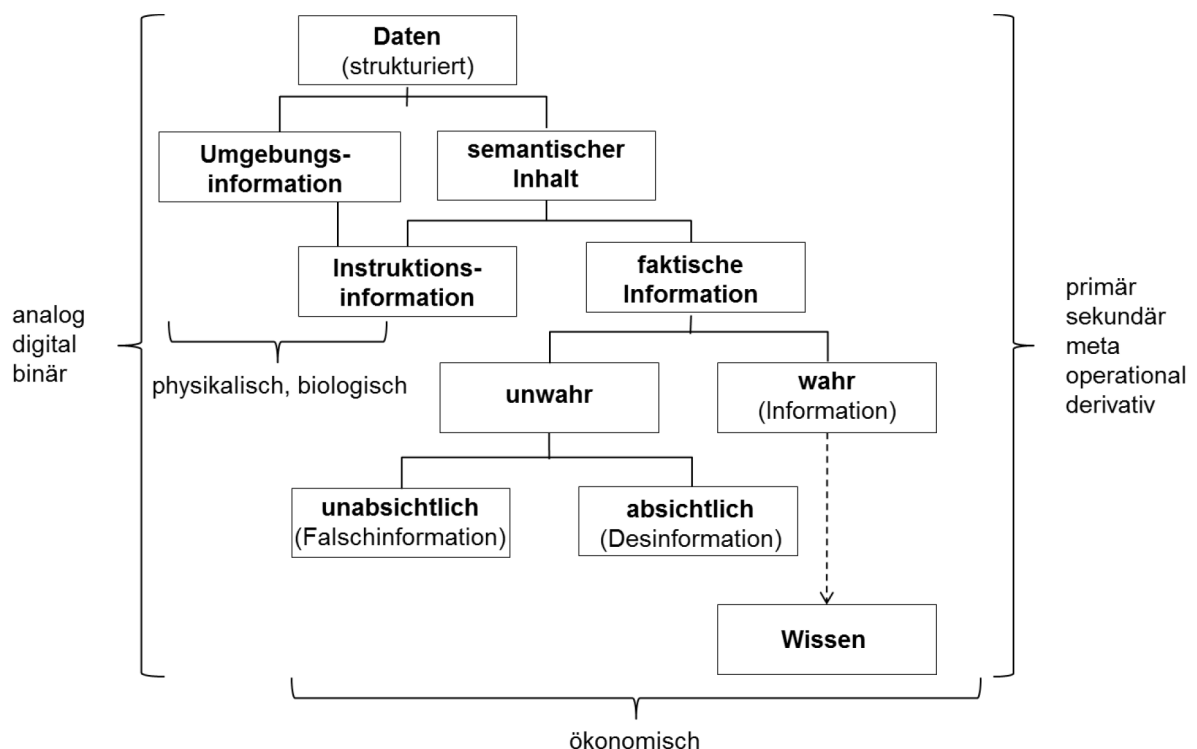 Daten
(strukturiert)
Umgebungs-
information
semantischer
Inhalt
Instruktions-
information
faktische
Information
analog
digital
binär
primär
sekundär
meta
operational
derivativ
physikalisch, biologisch
unwahr
wahr
(Information)
unabsichtlich
(Falschinformation)
absichtlich
(Desinformation)
Wissen
ökonomisch